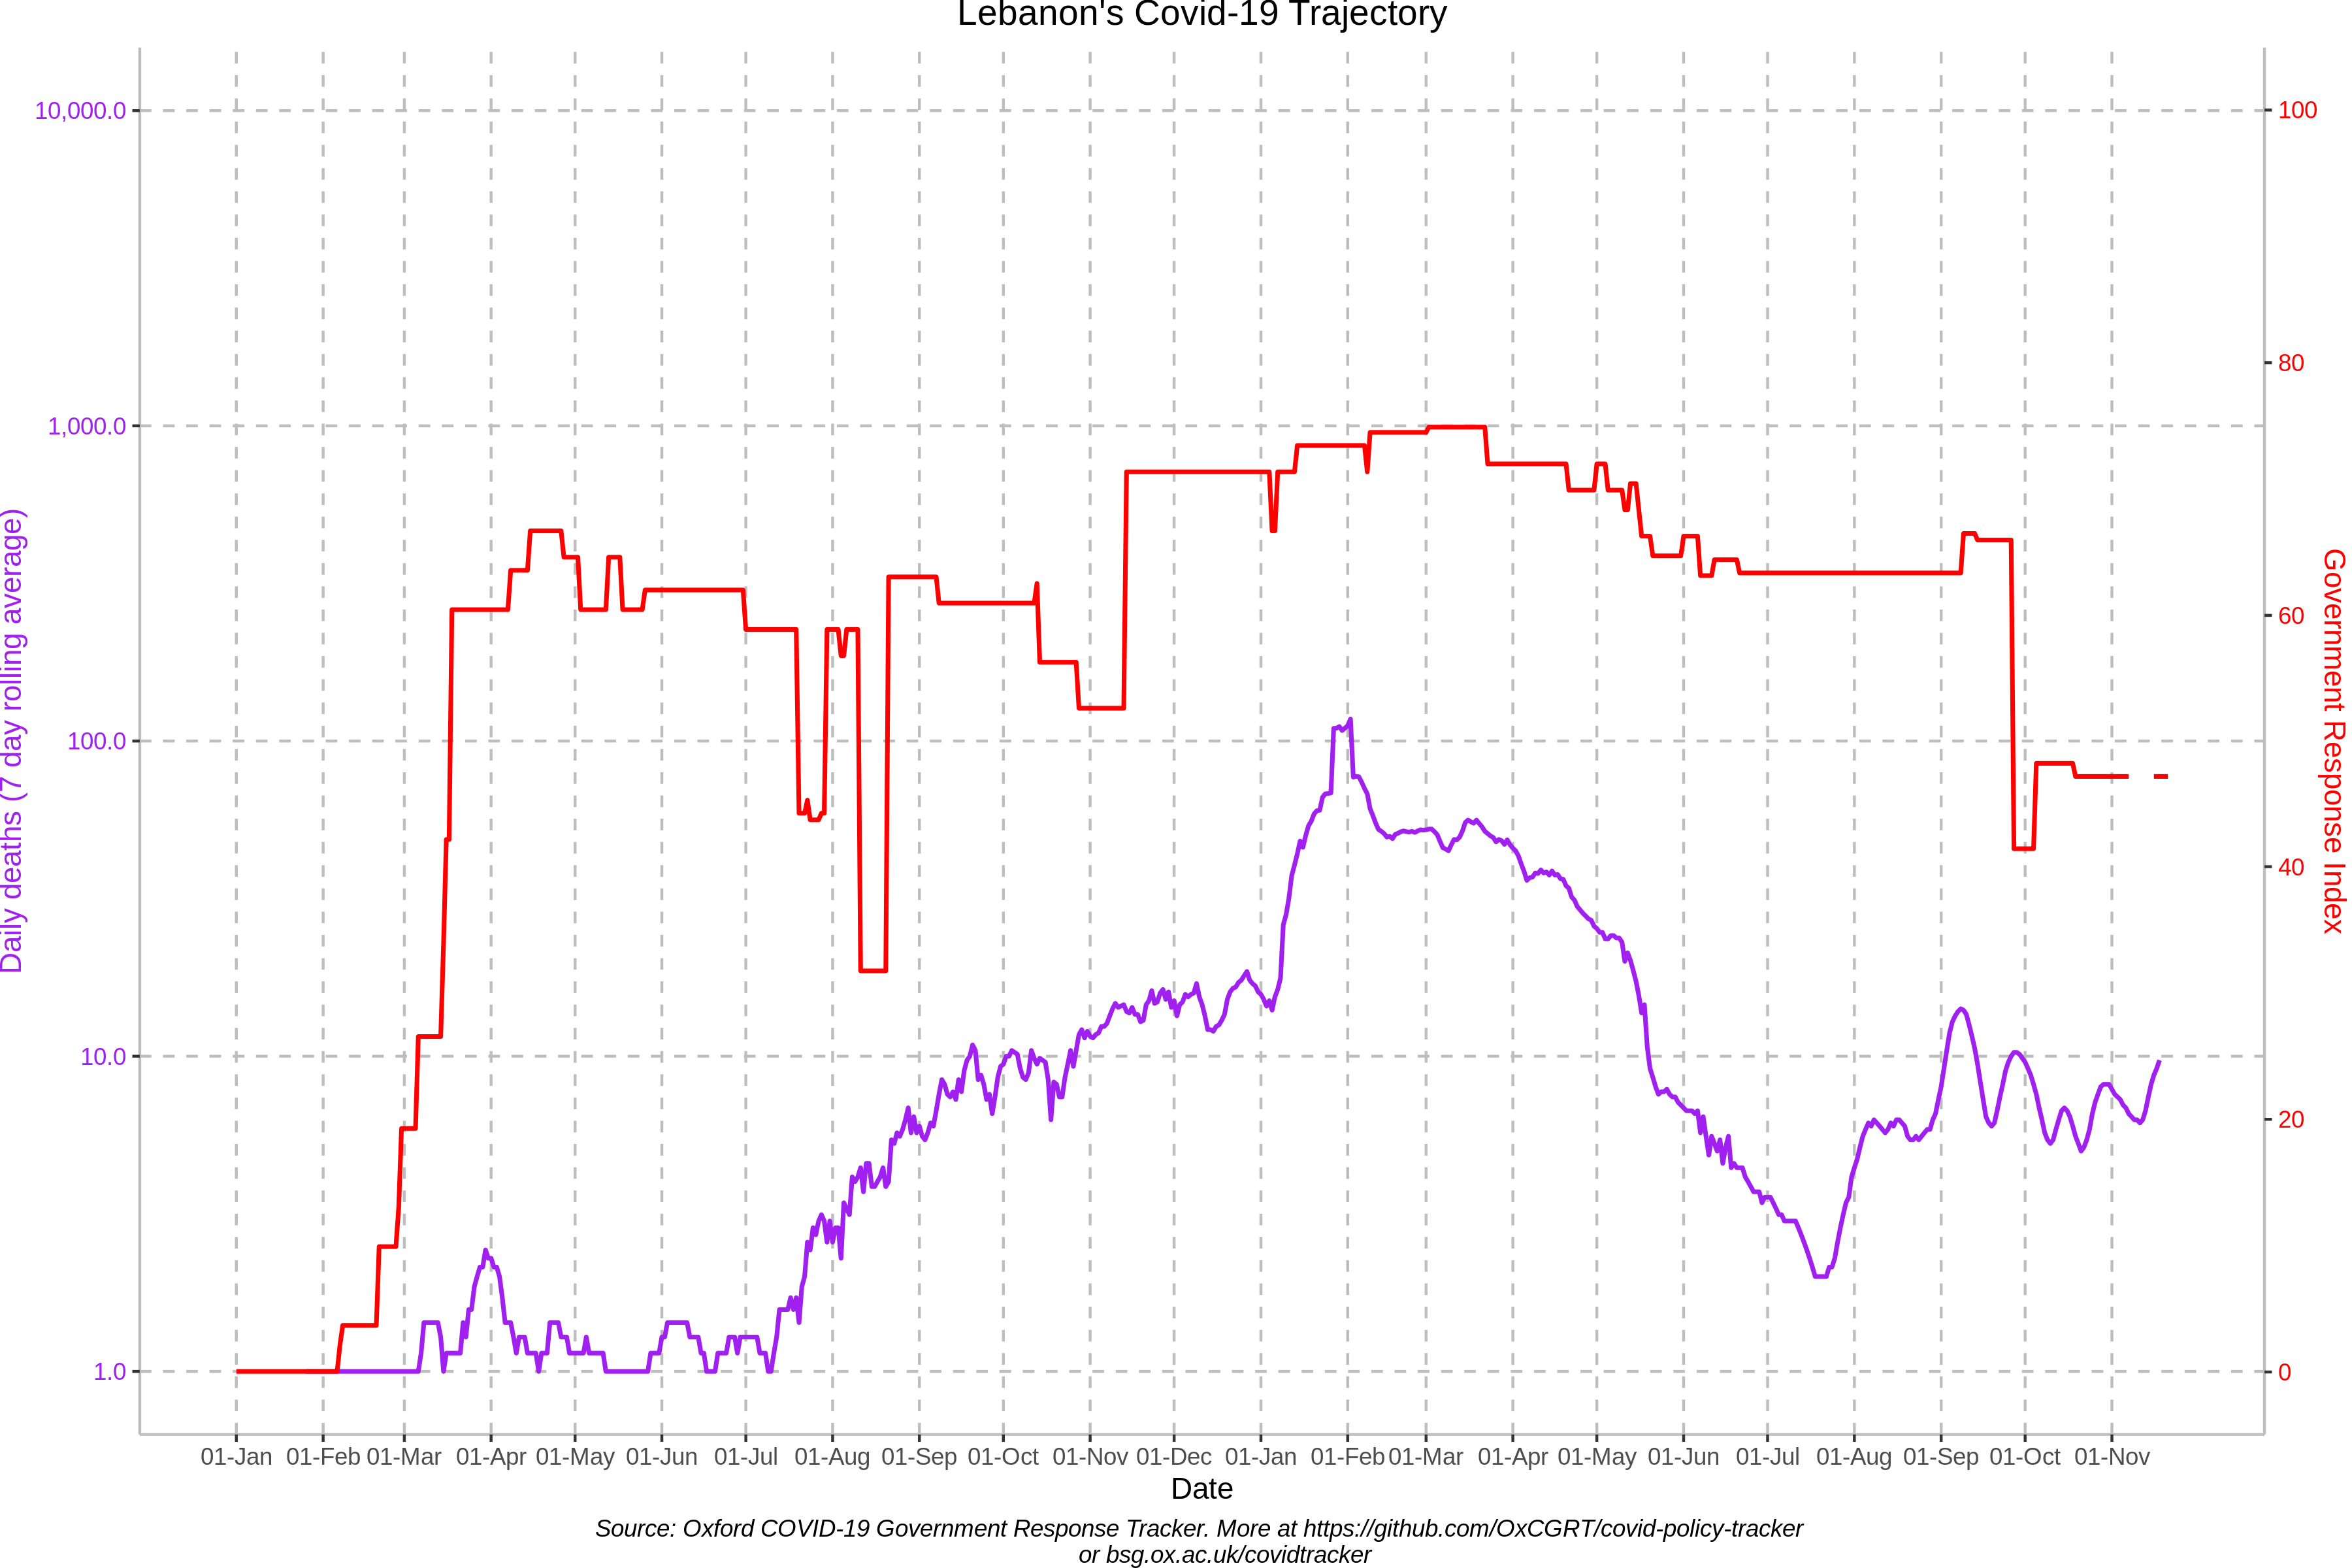 Lebanon's Covid-19 Trajectory
10,000.0
1,000.0
100.0
10.0
1.0
Daily deaths (7 day rolling average)
100
80
60
40
20
0
Government Response Index
01-Jan 01-Feb 01-Mar 01-Apr 01-May 01-Jun 01-Jul 01-Aug 01-Sep 01-Oct 01-Nov 01-Dec 01-Jan 01-Feb 01-Mar 01-Apr 01-May 01-Jun 01-Jul 01-Aug 01-Sep 01-Oct 01-Nov
Date
Source: Oxford COVID-19 Government Response Tracker. More at https://github.com/OxCGRT/covid-policy-tracker
or bsg.ox.ac.uk/covidtracker